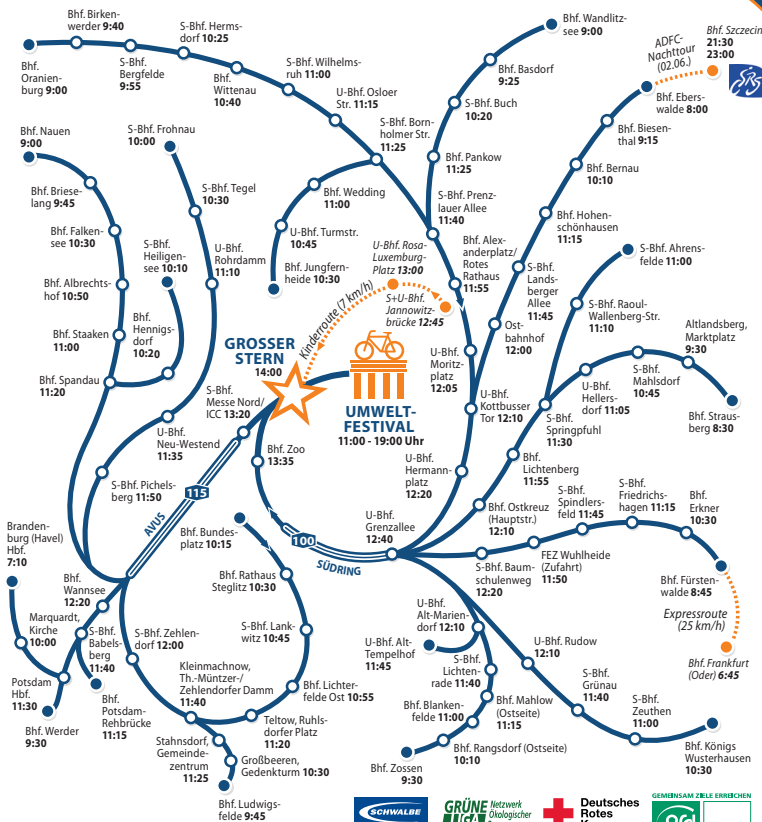 Bhf. Birken-
werder 9:40
S-Bhf. Herms-
dorf 10:25
Bhf.
Oranien-
burg 9:00
S-Bhf.
Bergfelde
9:55
Bhf.
Wittenau
10:40
S-Bhf. Wilhelms-
ruh 11:00
U-Bhf. Osloer
Str. 11:15
S-Bhf. Born-
holmer Str.
11:25
Bhf. Wandlitz-
see 9:00
Bhf. Basdorf
9:25
S-Bhf. Buch
10:20
Bhf. Pankow
11:25
S-Bhf. Prenz-
lauer Allee
11:40
ADFC-
Nachttour
(02.06.)
Bhf. Szczecin
21:30
23:00
Bhf. Ebers-
walde 8:00
Bhf. Biesen-
thal 9:15
Bhf. Bernau
10:10
Bhf. Hohen-
schönhausen
11:15
Bhf. Nauen
9:00
Bhf. Briese-
lang 9:45
Bhf. Falken-
see 10:30
Bhf. Albrechts-
hof 10:50
Bhf. Staaken
11:00
Bhf. Spandau
11:20
S-Bhf. Frohnau
10:00
S-Bhf. Tegel
10:30
U-Bhf.
Rohrdamm
11:10
S-Bhf.
Heiligen-
see 10:10
Bhf.
Hennigs-
dorf
10:20
Bhf. Wedding
11:00
U-Bhf. Turmstr.
10:45
Bhf. Jungfern-
heide 10:30
U-Bhf. Rosa-
Luxemburg-
Platz 13:00
S+U-Bhf.
Jannowitz-
brücke 12:45
Kinderroute (7 km/h)
Bhf. Alex-
anderplatz/
Rotes
Rathaus
11:55
S-Bhf.
Lands-
berger
Allee
11:45
Ost-
bahnhof
12:00
S-Bhf. Ahrens-
felde 11:00
S-Bhf. Raoul-
Wallenberg-Str.
11:10
Altlandsberg,
Marktplatz
9:30
S-Bhf.
Mahlsdorf
10:45
U-Bhf.
Hellers-
dorf 11:05
Bhf. Straus-
berg 8:30
S-Bhf.
Springpfuhl
11:30
GROSSER
STERN
14:00
UMWELT-
FESTIVAL
11:00 - 19:00 Uhr
U-Bhf.
Moritz-
platz
12:05
U-Bhf.
Kottbusser
Tor 12:10
S-Bhf.
Messe Nord/
ICC 13:20
Bhf. Zoo
13:35
U-Bhf.
Neu-Westend
11:35
S-Bhf. Pichels-
berg 11:50
AVUS
115
100
SÜDRING
U-Bhf.
Hermann-
platz
12:20
U-Bhf.
Grenzallee
12:40
Bhf.
Lichtenberg
11:55
Bhf. Ostkreuz
(Hauptstr.)
12:10
S-Bhf.
Spindlers-
feld 11:45
S-Bhf.
Friedrichs-
hagen 11:15
Bhf.
Erkner
10:30
S-Bhf. Baum-
schulenweg
12:20
FEZ Wuhlheide
(Zufahrt)
11:50
Bhf. Fürsten-
walde 8:45
Expressroute
(25 km/h)
Bhf. Frankfurt
(Oder) 6:45
Branden-
burg (Havel)
Hbf.
7:10
Bhf. Bundes-
platz 10:15
Bhf. Rathaus
Steglitz 10:30
Bhf.
Wannsee
12:20
Marquardt,
Kirche
10:00
S-Bhf.
Babels-
berg
11:40
S-Bhf. Zehlen-
dorf 12:00
S-Bhf. Lank-
witz 10:45
Potsdam
Hbf.
11:30
Bhf. Werder
9:30
Bhf.
Potsdam-
Rehbrücke
11:15
Kleinmachnow,
Th.-Müntzer-/
Zehlendorfer Damm
11:40
Bhf. Lichter-
felde Ost 10:55
Teltow, Ruhls-
dorfer Platz
11:20
Stahnsdorf,
Gemeinde-
zentrum
11:25
Großbeeren,
Gedenkturm 10:30
Bhf. Ludwigs-
felde 9:45
U-Bhf.
Alt-Marien-
dorf 12:10
U-Bhf. Alt-
Tempelhof
11:45
S-Bhf.
Lichten-
rade 11:40
Bhf. Blanken-
felde 11:00
Bhf. Mahlow
(Ostseite)
11:15
Bhf. Rangsdorf (Ostseite)
10:10
Bhf. Zossen
9:30
U-Bhf. Rudow
12:10
S-Bhf.
Grünau
11:40
S-Bhf.
Zeuthen
11:00
Bhf. Königs
Wusterhausen
10:30
SCHWALBE
GRÜNE
Netzwerk
Ökologischer
Deutsches
Rotes
GEMEINSAM ZIELE ERREICHEN